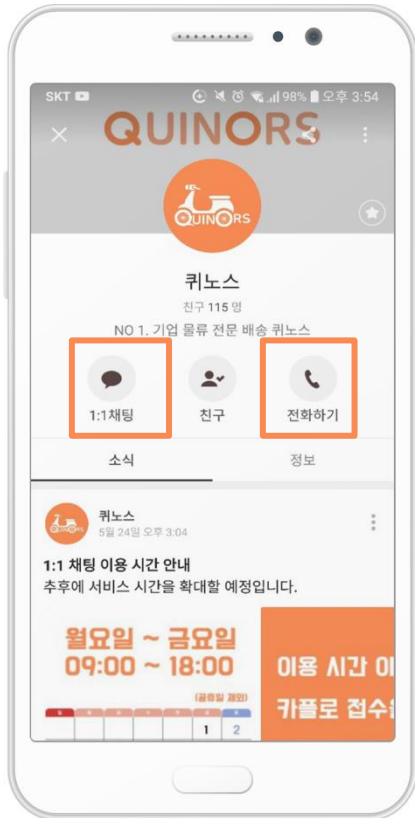 SKT 98% 오후 3:54
QUINORS
QUINORS
퀴노스
친구 115 명
NO 1. 기업 물류 전문 배송 퀴노스
1:1채팅 친구 전화하기
소식 정보
퀴노스
5월 24일 오후 3:04
1:1 채팅 이용 시간 안내
추후에 서비스 시간을 확대할 예정입니다.
월요일 ~ 금요일
09:00 ~ 18:00
(공휴일 제외)
1 2
이용 시간
카플로 접수